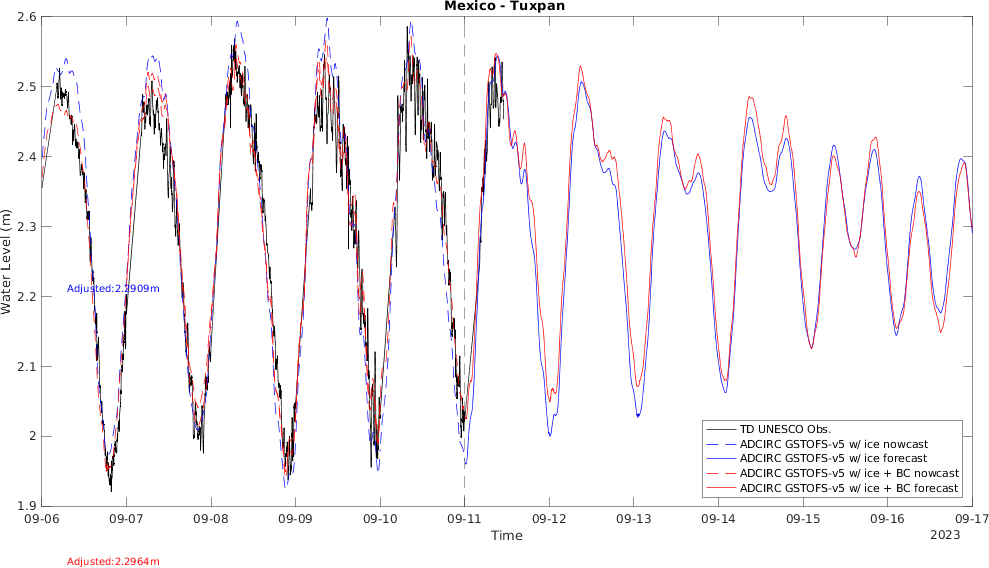 Mexico - Tuxpan
2.6
2.5
2.4
2.3
2.2
2.1
2
1.9
Water Level (m)
Adjusted:2.2909m
TD UNESCO Obs.
ADCIRC GSTOFS-v5 w/ ice nowcast
ADCIRC GSTOFS-v5 w/ ice forecast
ADCIRC GSTOFS-v5 w/ ice + BC nowcast
ADCIRC GSTOFS-v5 w/ ice + BC forecast
09-06 09-07 09-08 09-09 09-10 09-11 09-12 09-13 09-14 09-15 09-16 09-17
Time
2023
Adjusted:2.2964m